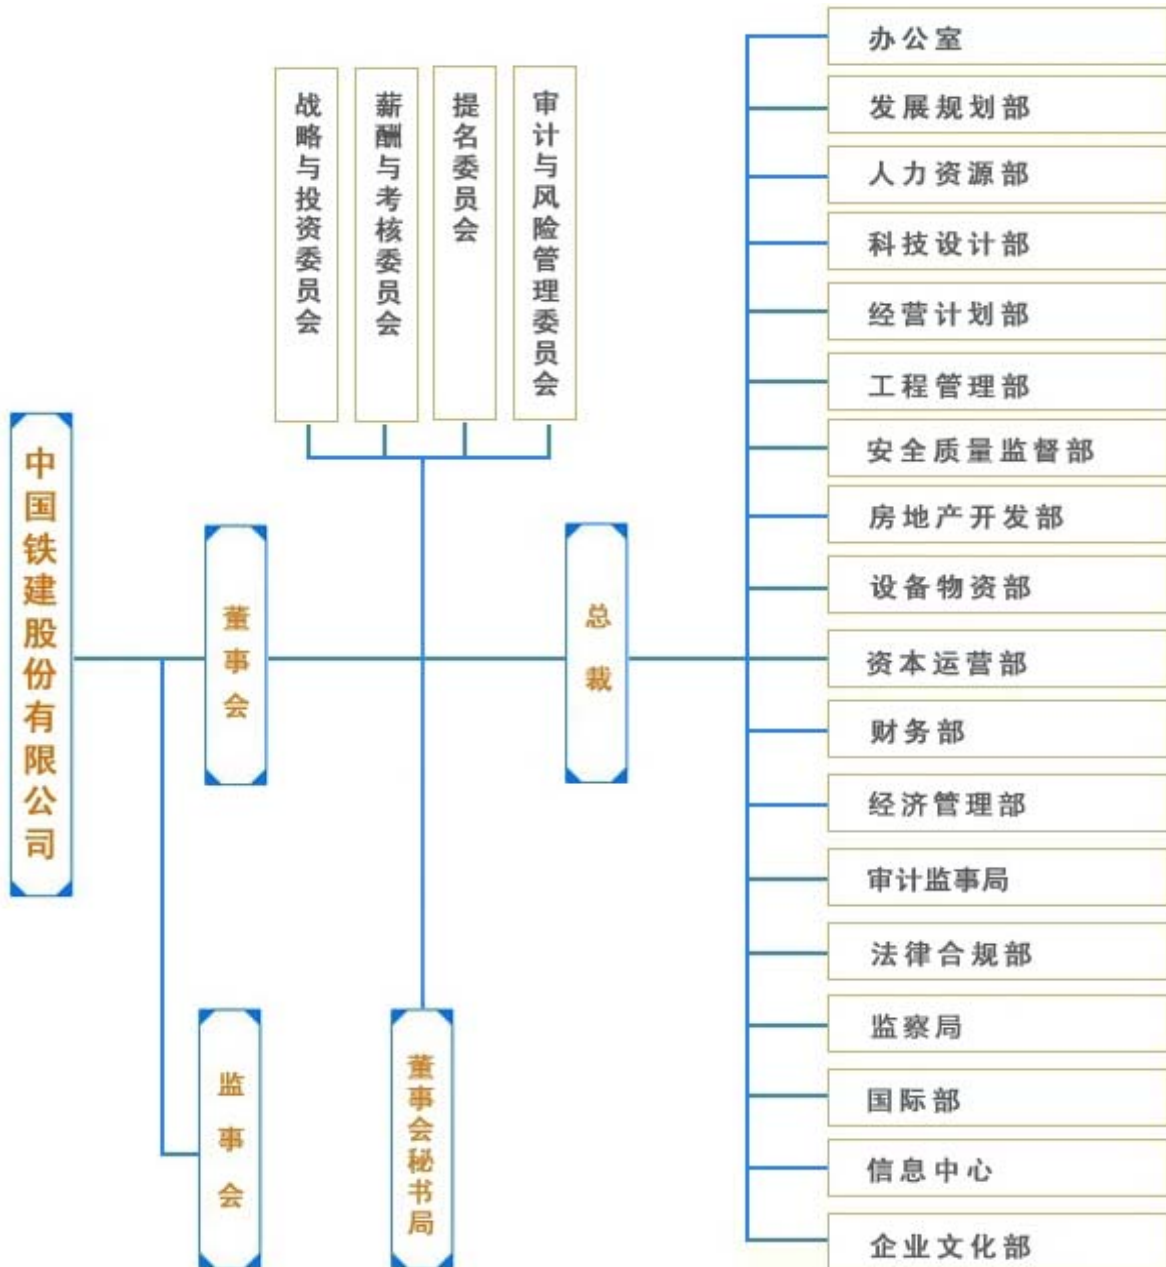 中国铁建股份有限公司
董事会
监事会
战略与投资委员会
薪酬与考核委员会
提名委员会
审计与风险管理委员会
董事会秘书局
总裁
办公室
发展规划部
人力资源部
科技设计部
经营计划部
工程管理部
安全质量监督部
房地产开发部
设备物资部
资本运营部
财务部
经济管理部
审计监事局
法律合规部
监察局
国际部
信息中心
企业文化部